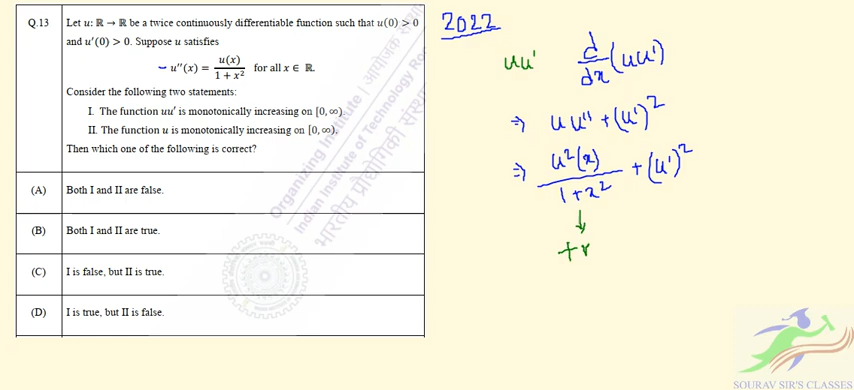 Q.13 Let u: ℝ → ℝ be a twice continuously differentiable function such that u(0) > 0
and u′(0) > 0. Suppose u satisfies
u″(x) = u(x)/(1 + x²) for all x ∈ ℝ.
Consider the following two statements:
I. The function uu′ is monotonically increasing on [0, ∞).
II. The function u is monotonically increasing on [0, ∞).
Then which one of the following is correct?
(A) Both I and II are false.
(B) Both I and II are true.
(C) I is false, but II is true.
(D) I is true, but II is false.
2022
uu' d/dx (uu')
⇒ uu'' + (u')²
⇒ u²(x)/(1+x²) + (u')²
↓
+v
Organizing Institute
Indian Institute of Technology
SOURAV SIR'S CLASSES